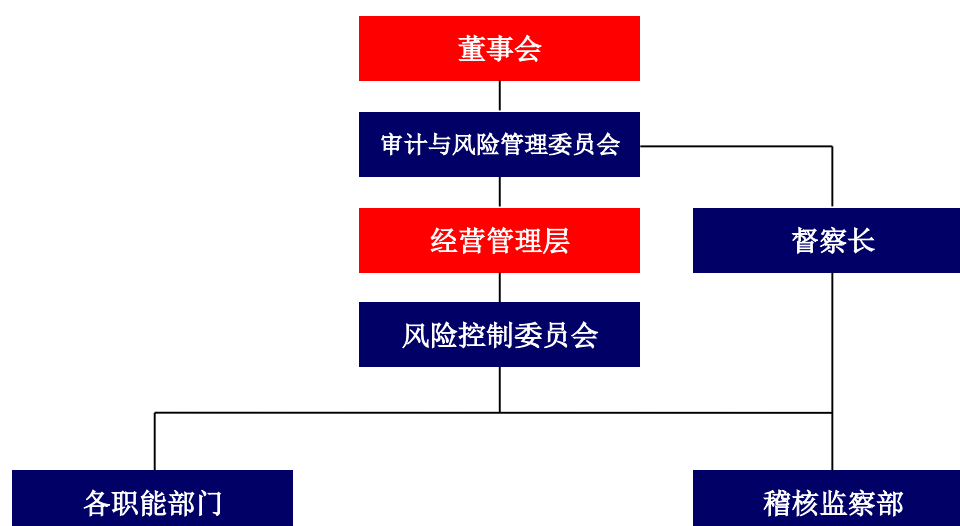 董事会
审计与风险管理委员会
经营管理层
督察长
风险控制委员会
各职能部门
稽核监察部